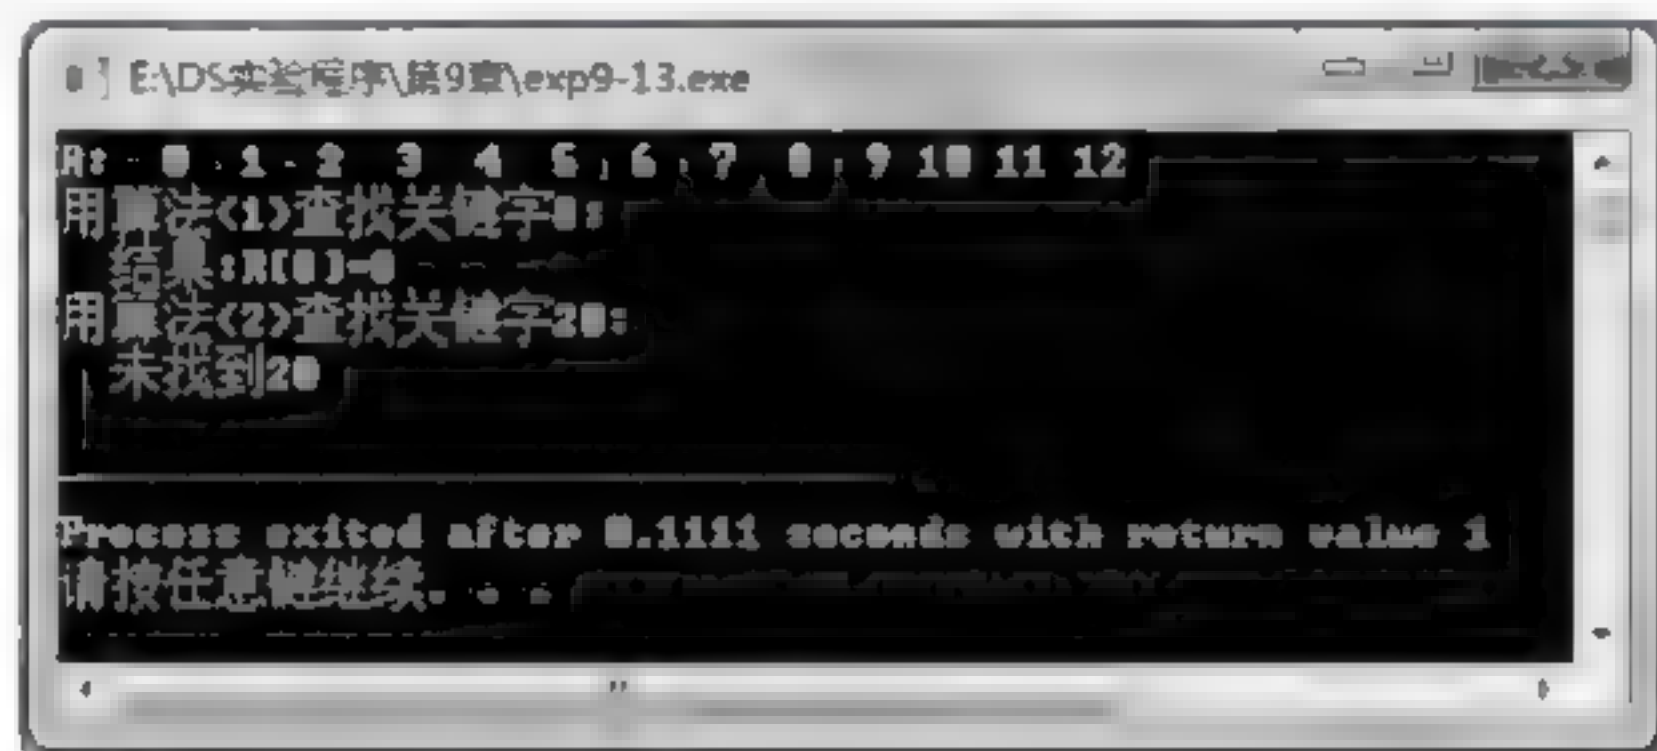 E:\DS实验程序\第9章\exp9-13.exe
R: 0 1 2 3 4 5 6 7 8 9 10 11 12
用算法(1)查找关键字0:
结果:R[0]=0
用算法(2)查找关键字20:
未找到20
Process exited after 0.1111 seconds with return value 1
请按任意键继续. . .